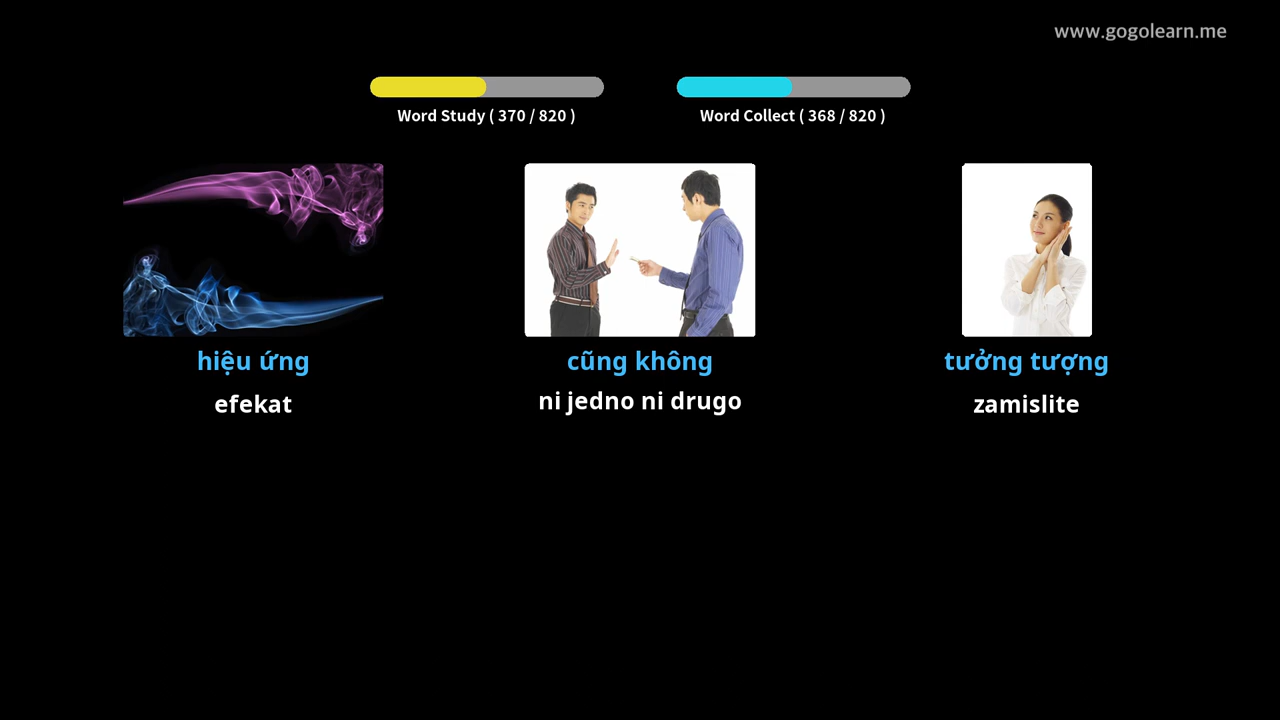 www.gogolearn.me
Word Study ( 370 / 820 )
Word Collect ( 368 / 820 )
hiệu ứng
efekat
cũng không
ni jedno ni drugo
tưởng tượng
zamislite